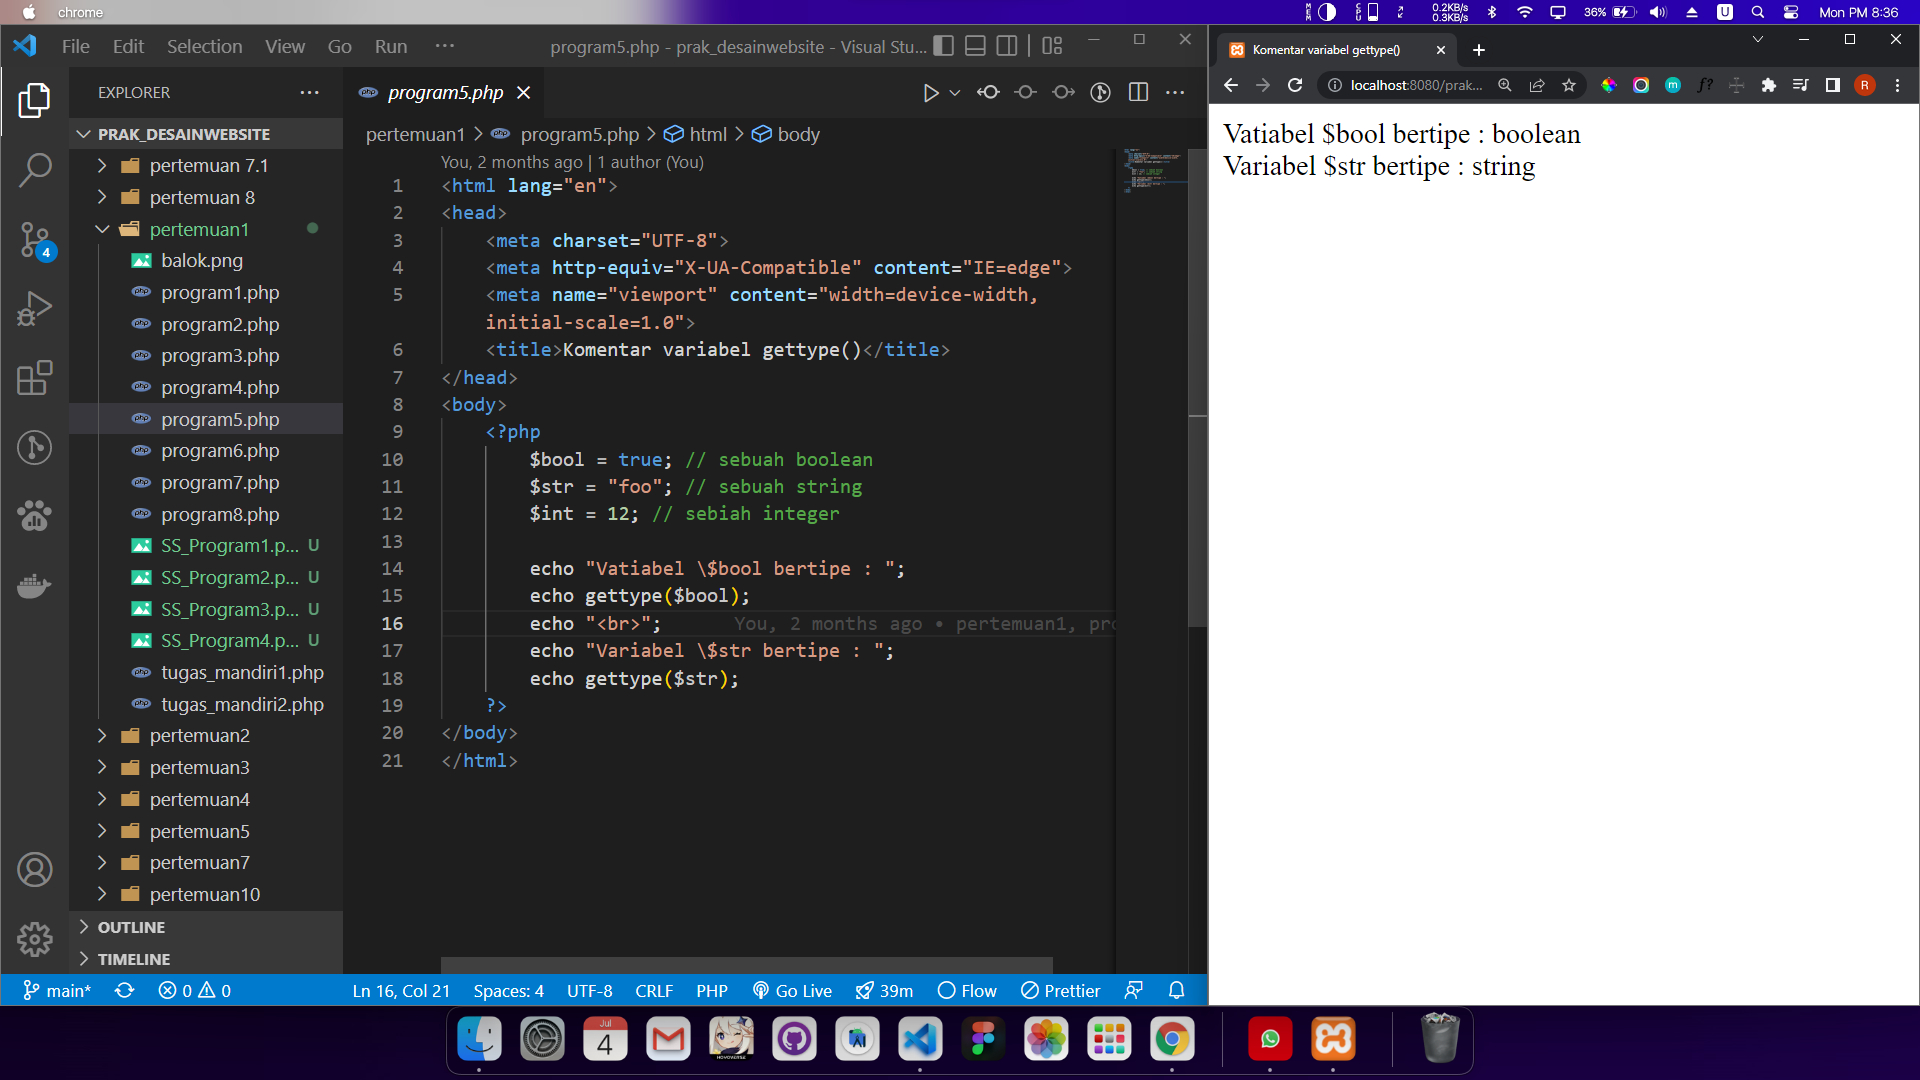 chrome
0.2KB/s
0.3KB/s
36%
U
Mon PM 8:36
File Edit Selection View Go Run ···
program5.php - prak_desainwebsite - Visual Stu...
EXPLORER
PRAK_DESAINWEBSITE
pertemuan 7.1
pertemuan 8
pertemuan1
balok.png
program1.php
program2.php
program3.php
program4.php
program5.php
program6.php
program7.php
program8.php
SS_Program1.p... U
SS_Program2.p... U
SS_Program3.p... U
SS_Program4.p... U
tugas_mandiri1.php
tugas_mandiri2.php
pertemuan2
pertemuan3
pertemuan4
pertemuan5
pertemuan7
pertemuan10
OUTLINE
TIMELINE
4
program5.php
pertemuan1 > program5.php > html > body
You, 2 months ago | 1 author (You)
1 <html lang="en">
2 <head>
3 <meta charset="UTF-8">
4 <meta http-equiv="X-UA-Compatible" content="IE=edge">
5 <meta name="viewport" content="width=device-width,
initial-scale=1.0">
6 <title>Komentar variabel gettype()</title>
7 </head>
8 <body>
9 <?php
10 $bool = true; // sebuah boolean
11 $str = "foo"; // sebuah string
12 $int = 12; // sebiah integer
13
14 echo "Vatiabel \$bool bertipe : ";
15 echo gettype($bool);
16 echo "<br>"; You, 2 months ago • pertemuan1, pro
17 echo "Variabel \$str bertipe : ";
18 echo gettype($str);
19 ?>
20 </body>
21 </html>
main* 0 0 Ln 16, Col 21 Spaces: 4 UTF-8 CRLF PHP Go Live 39m Flow Prettier
Komentar variabel gettype()
localhost:8080/prak...
f?
R
Vatiabel $bool bertipe : boolean
Variabel $str bertipe : string
Jul
4